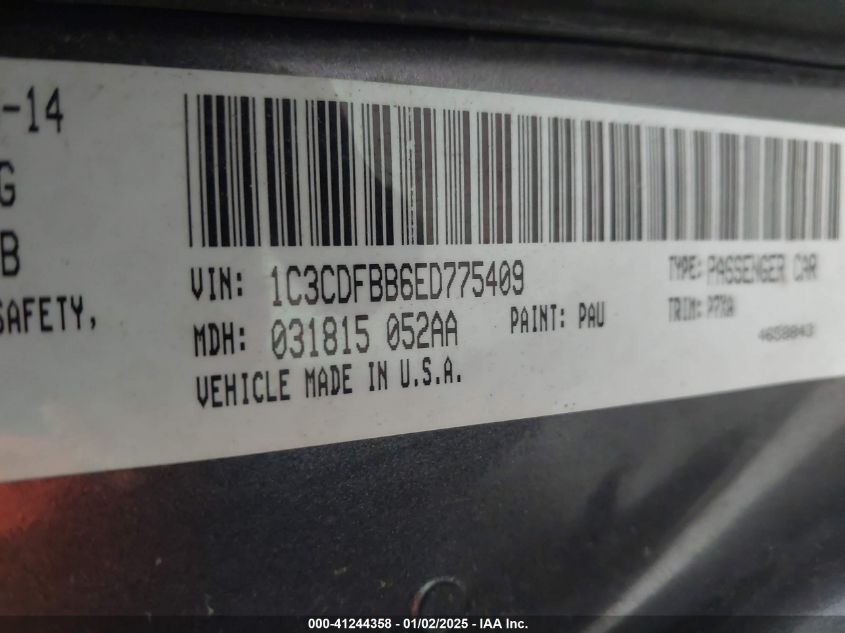 -14
G
B
SAFETY,
VIN: 1C3CDFBB6ED775409 TYPE: PASSENGER CAR
MDH: 031815 052AA PAINT: PAU TRIM:
VEHICLE MADE IN U.S.A.
000-41244358 - 01/02/2025 - IAA Inc.